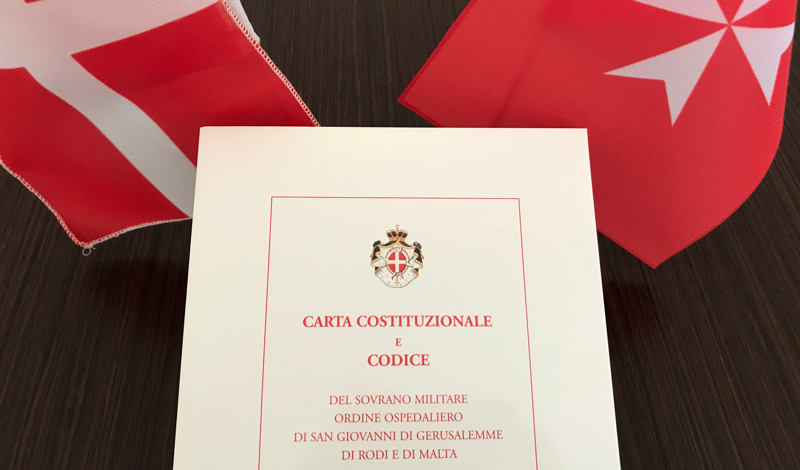 CARTA COSTITUZIONALE
E
CODICE
DEL SOVRANO MILITARE
ORDINE OSPEDALIERO
DI SAN GIOVANNI DI GERUSALEMME
DI RODI E DI MALTA